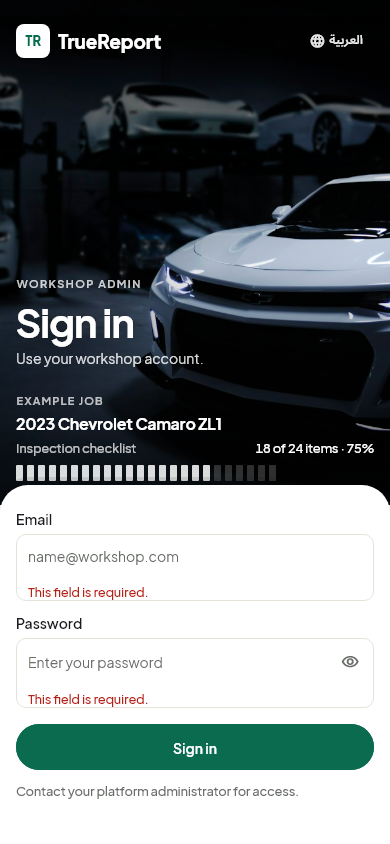 TR TrueReport
العربية
WORKSHOP ADMIN
Sign in
Use your workshop account.
EXAMPLE JOB
2023 Chevrolet Camaro ZL1
Inspection checklist 18 of 24 items · 75%
Email
name@workshop.com
This field is required.
Password
Enter your password
This field is required.
Sign in
Contact your platform administrator for access.